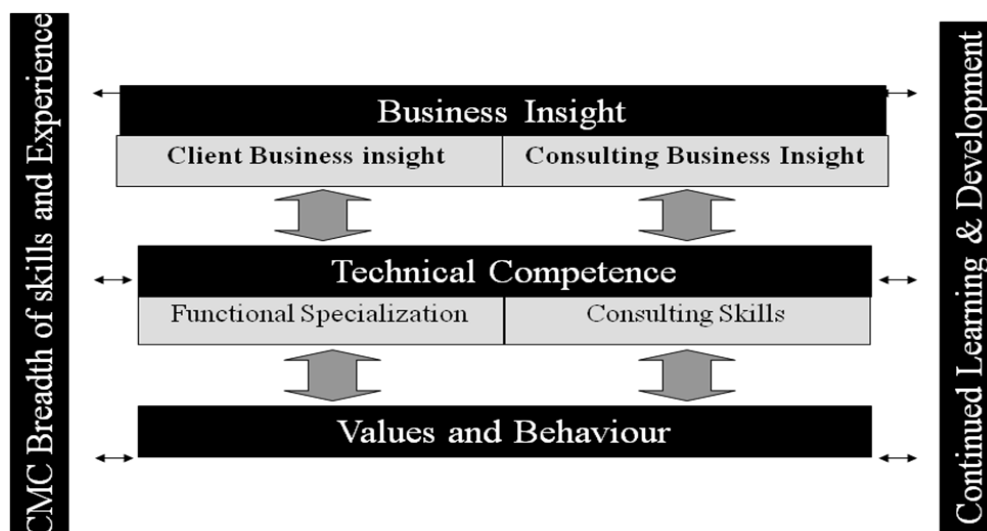 CMC Breadth of skills and Experience
Business Insight
Client Business insight
Consulting Business Insight
Technical Competence
Functional Specialization
Consulting Skills
Values and Behaviour
Continued Learning & Development